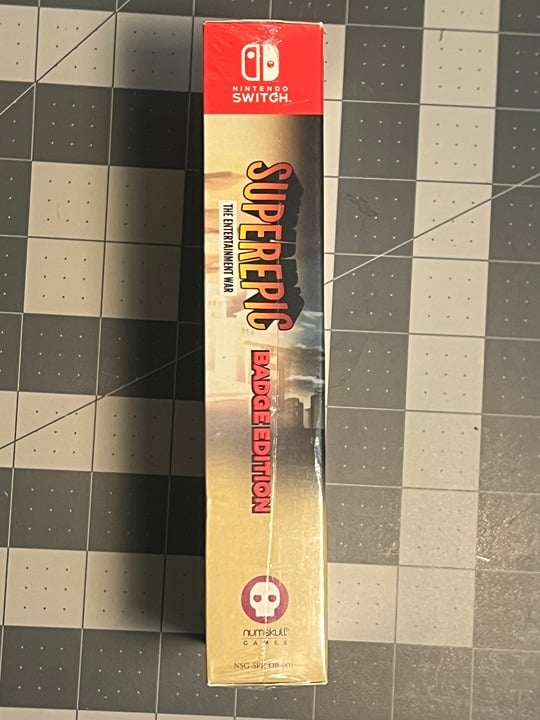 NINTENDO
SWITCH
SUPEREPIC
THE ENTERTAINMENT WAR
BADGE EDITION
numskull
GAMES